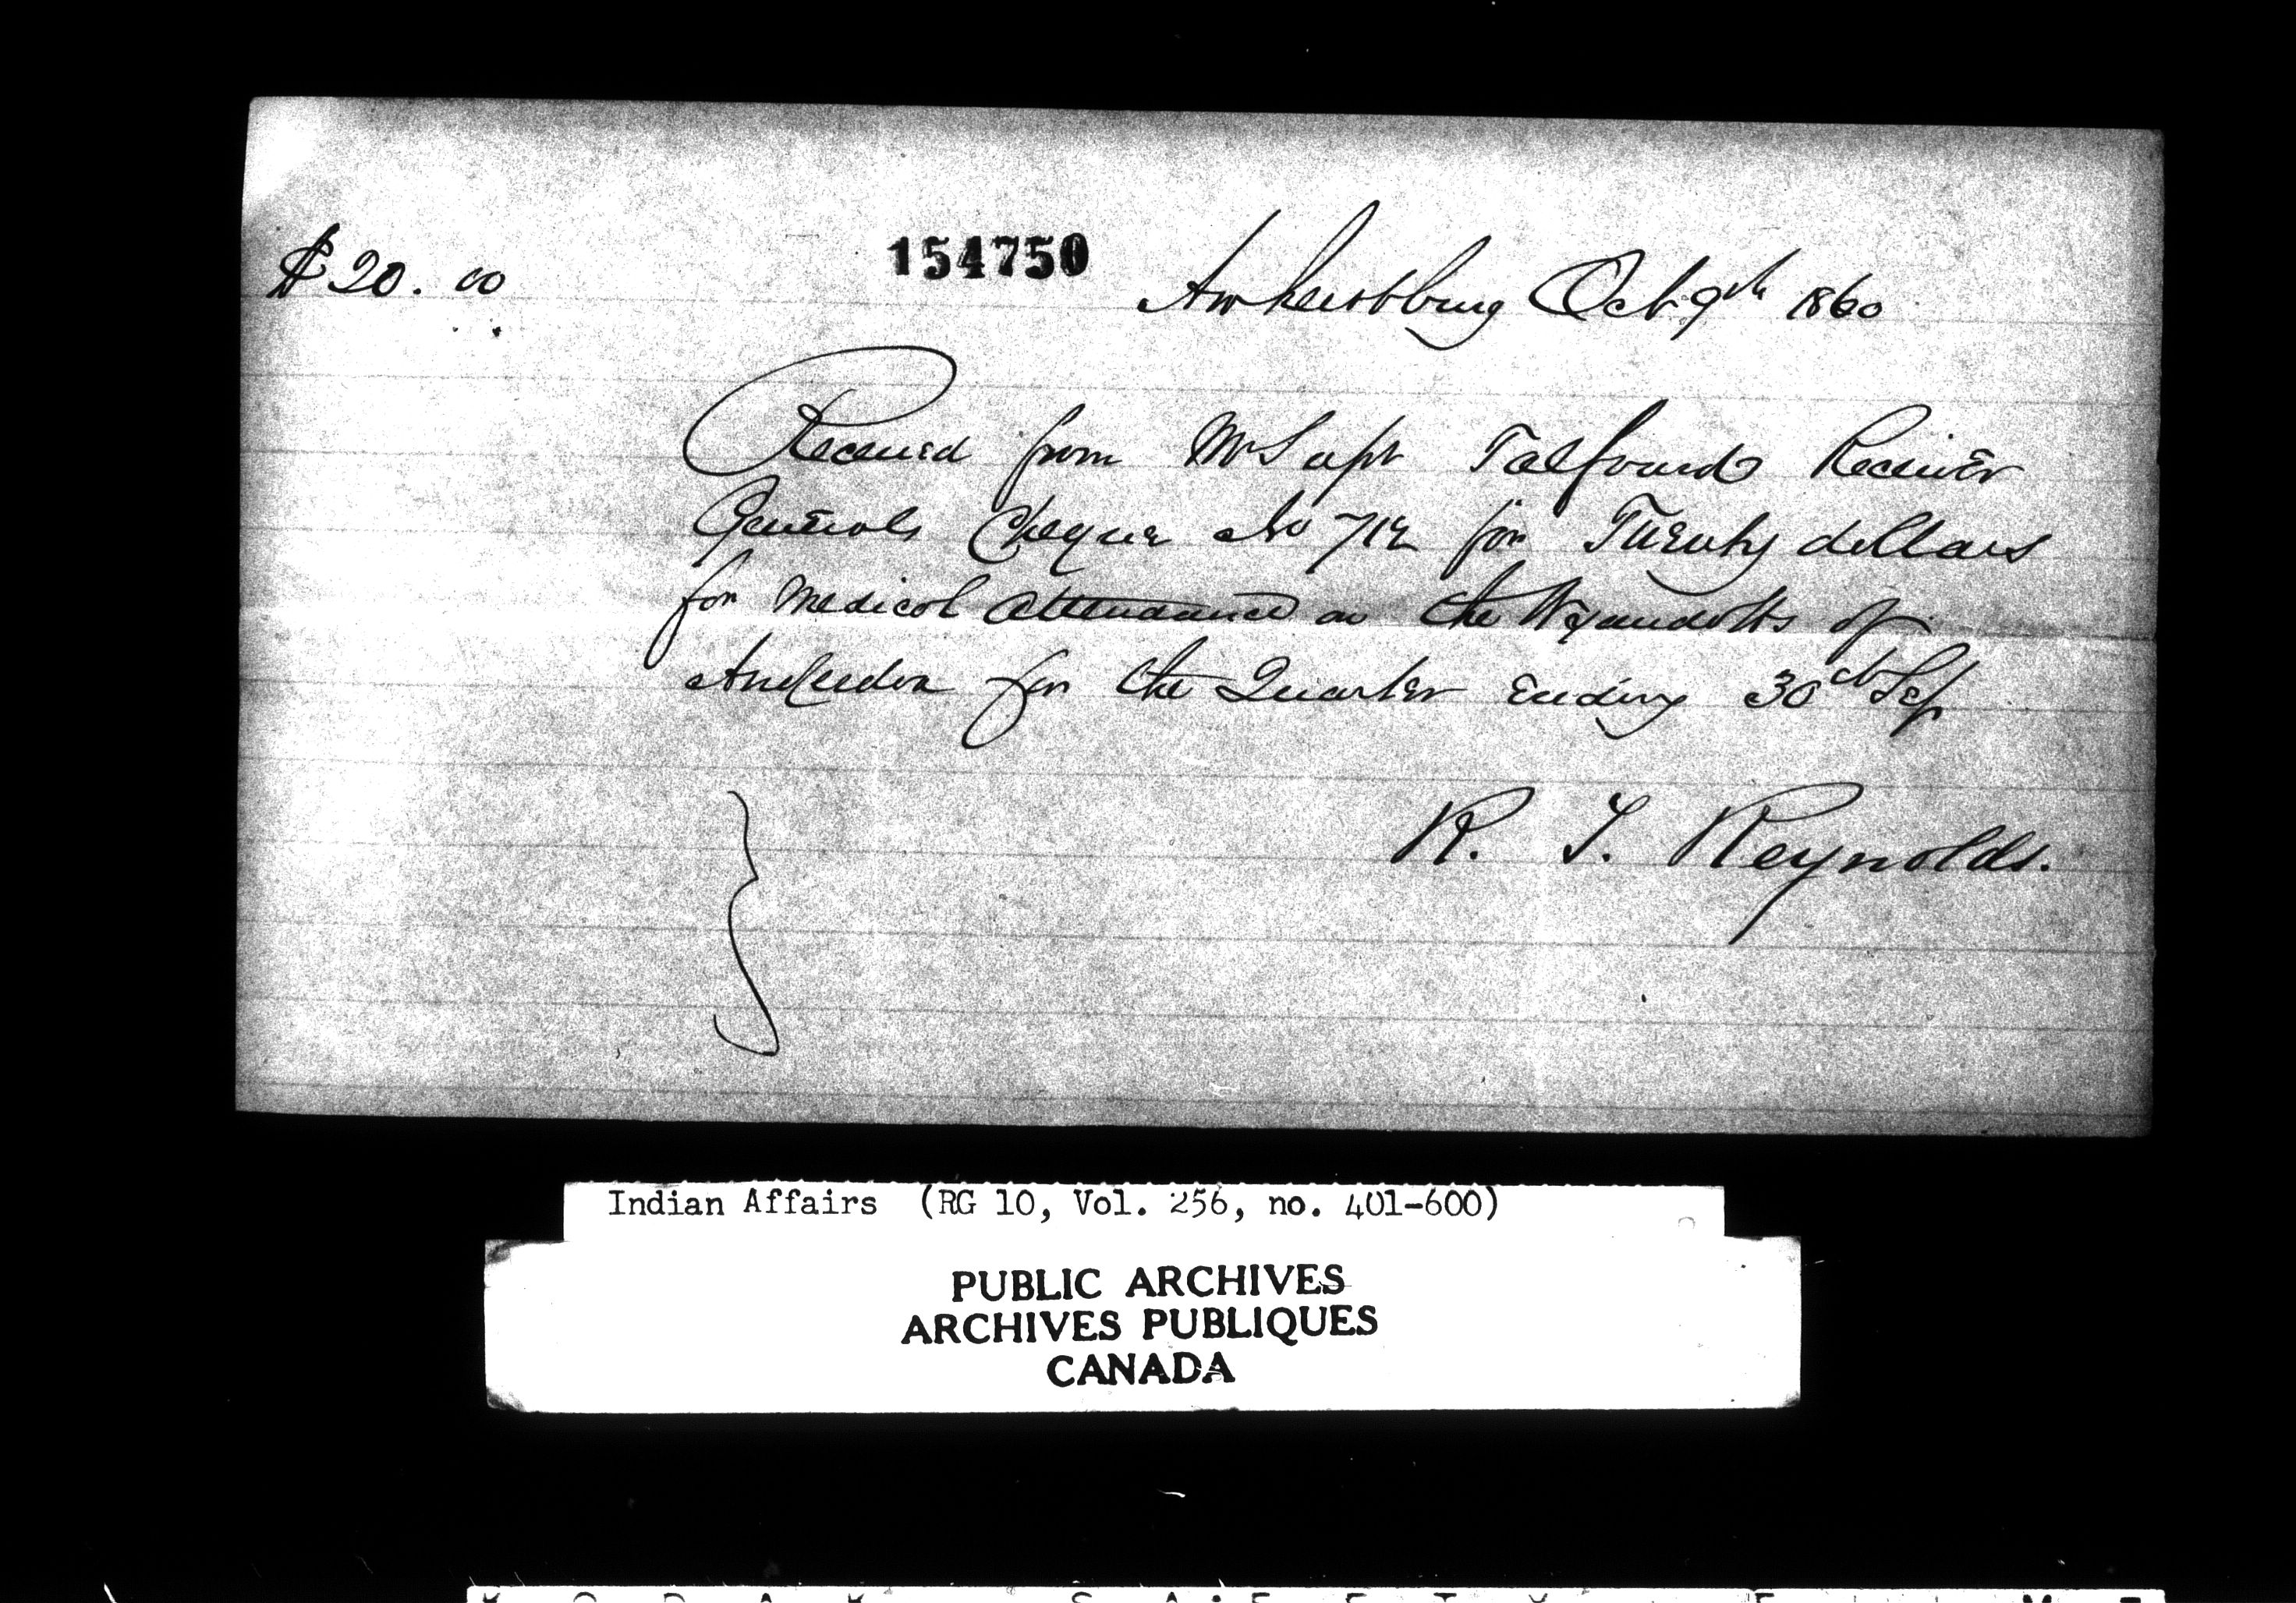 154750
$20.00
Amherstburg Oct 9th 1860
Received from Mr Supt Talfourd Receiver
Generals Cheque No 712 for Twenty dollars
for Medical Attendance on the Wyandotts of
Anderdon for the Quarter Ending 30th Sep
R. T. Reynolds.
Indian Affairs (RG 10, Vol. 256, no. 401-600)
PUBLIC ARCHIVES
ARCHIVES PUBLIQUES
CANADA